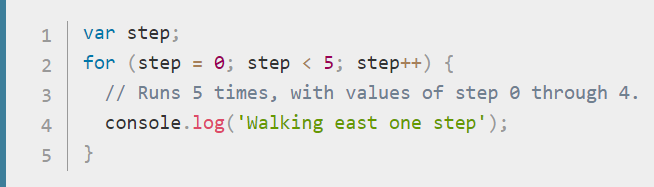 1 var step;
2 for (step = 0; step < 5; step++) {
3 // Runs 5 times, with values of step 0 through 4.
4 console.log('Walking east one step');
5 }